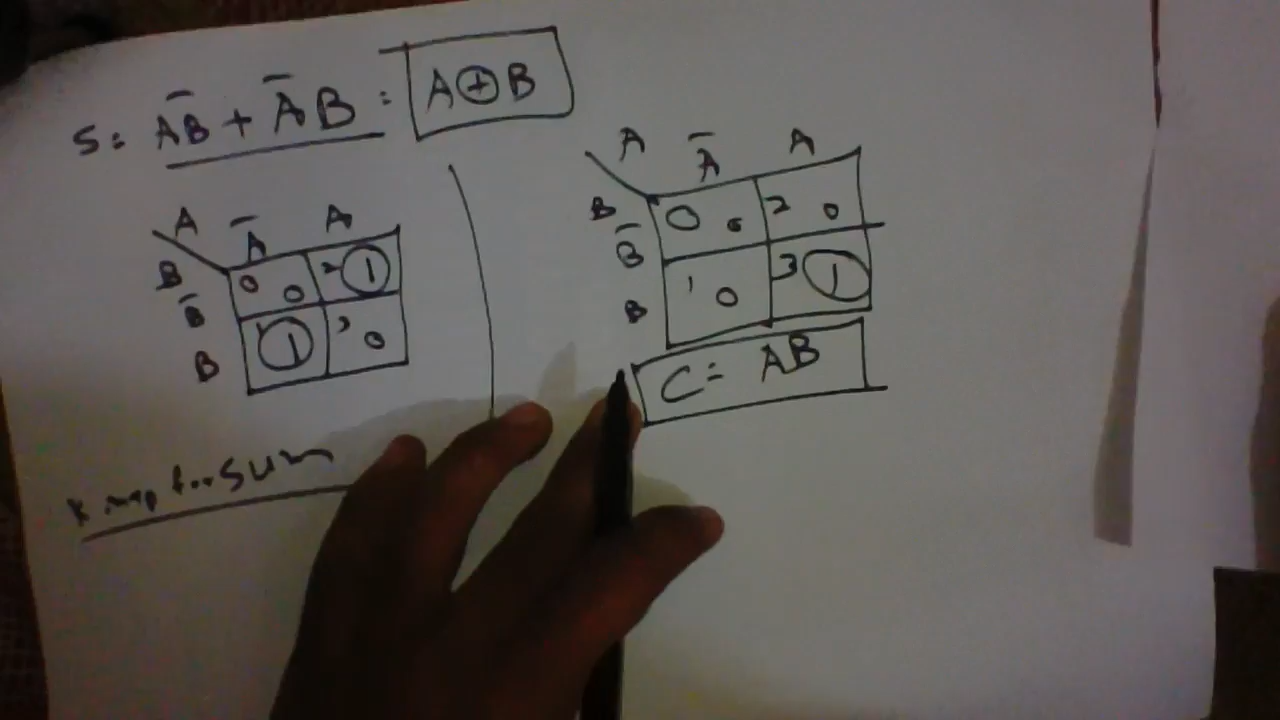 S = AB̅ + A̅B = A⊕B
A A̅ A
B
B̅ 0 0 2 1
B 1 1 3 0
K map for Sum
A A̅ A
B
B̅ 0 0 2 0
B 1 0 3 1
C = AB